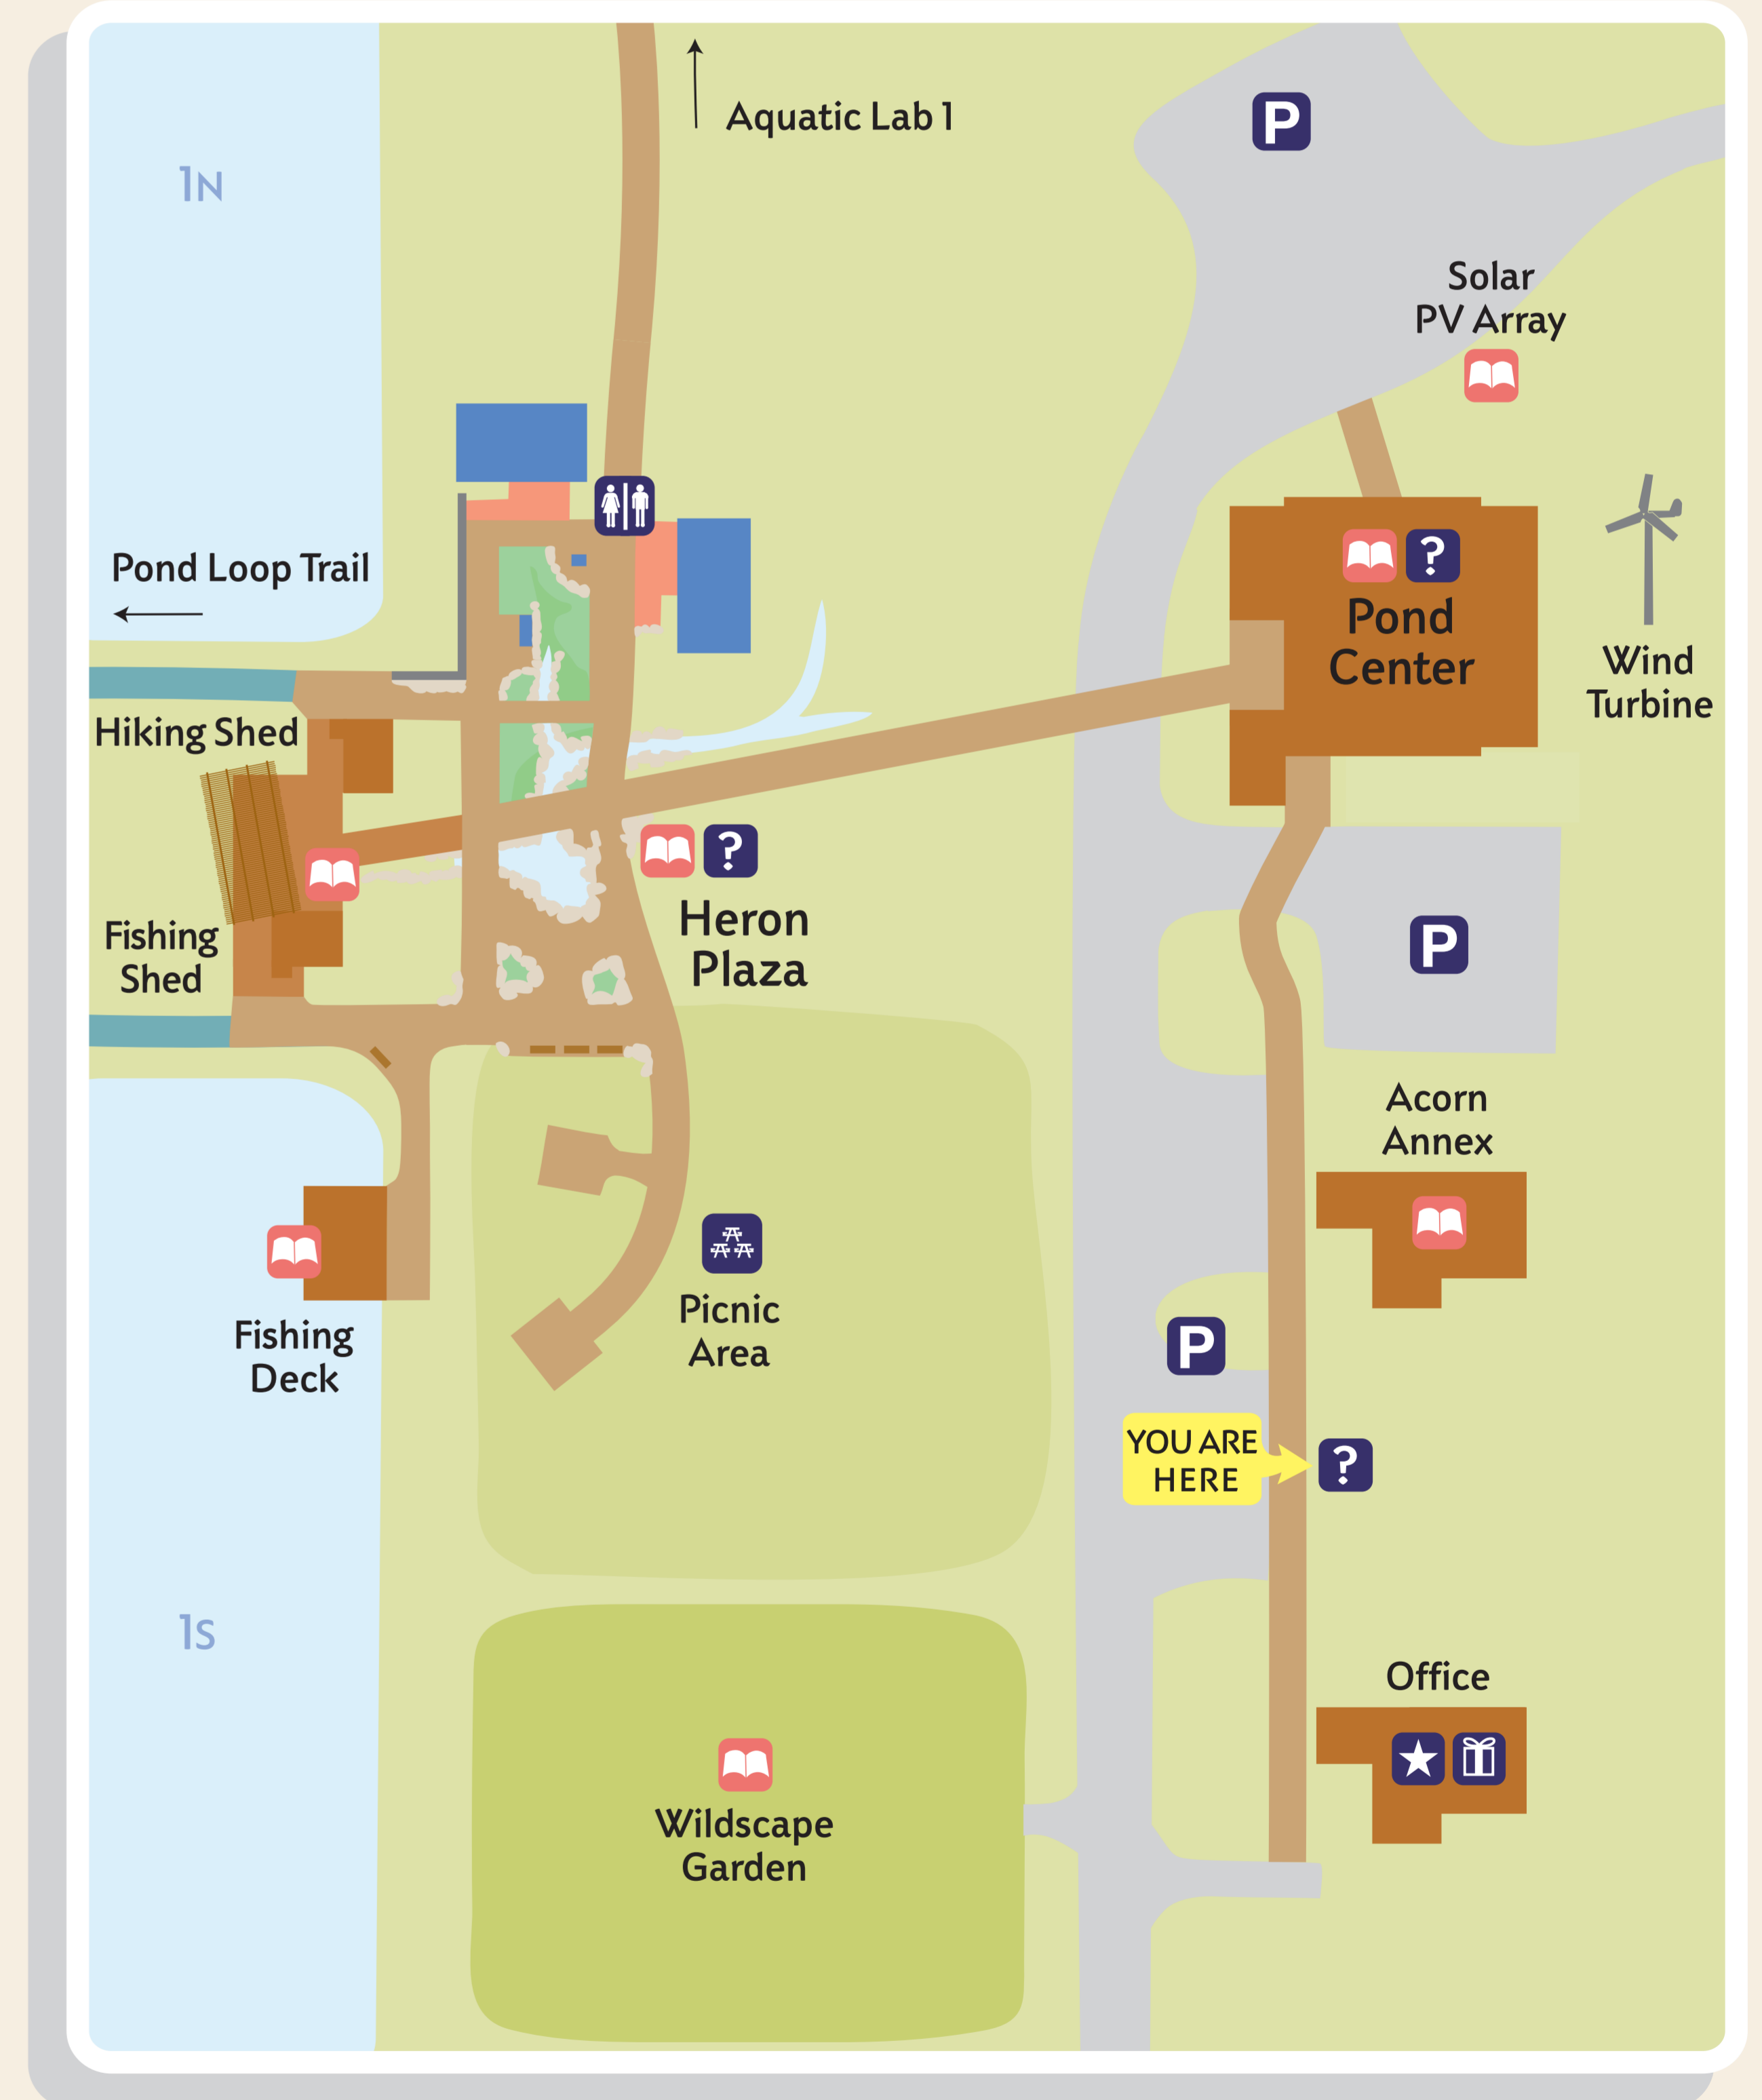 Aquatic Lab 1
P
1N
Solar
PV Array
Pond Loop Trail
?
Pond
Center
Wind
Turbine
Hiking Shed
?
Heron
Plaza
Fishing
Shed
P
Acorn
Annex
Picnic
Area
Fishing
Deck
P
YOU ARE
HERE
?
1S
Office
Wildscape
Garden